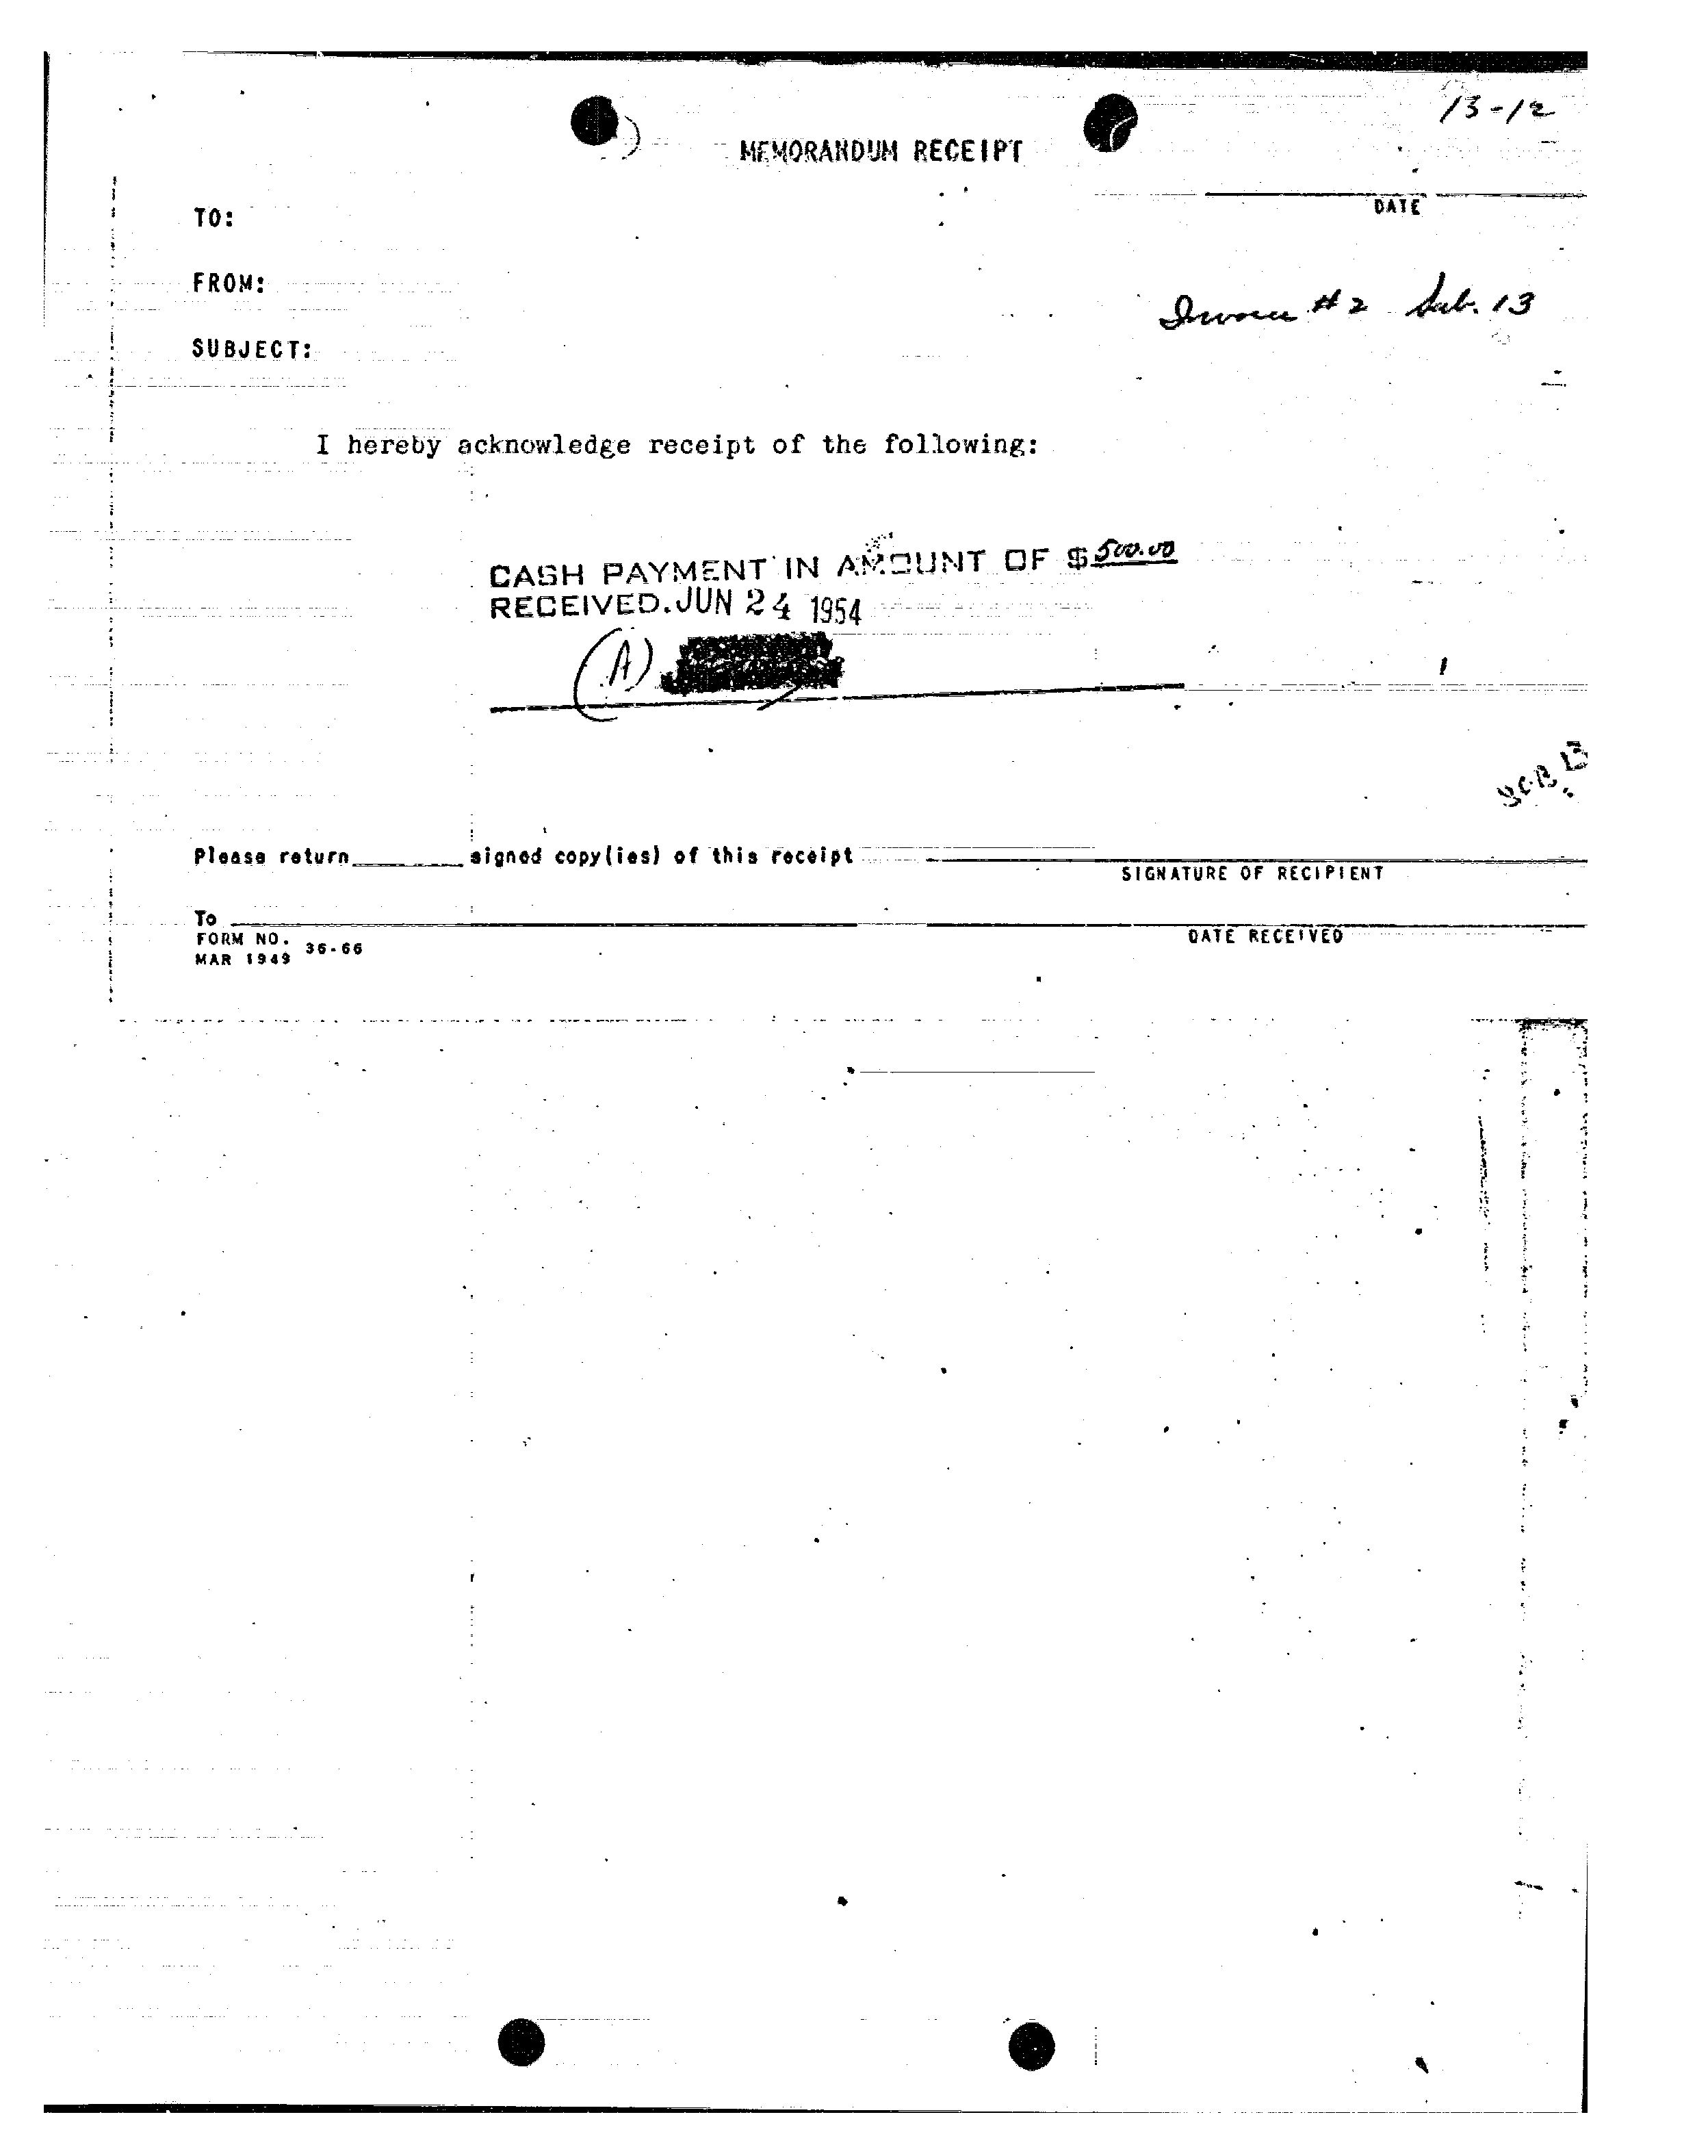 13-12
MEMORANDUM RECEIPT
DATE
TO:
FROM:
Invoice #2 Sub. 13
SUBJECT:
I hereby acknowledge receipt of the following:
CASH PAYMENT IN AMOUNT OF $ 500.00
RECEIVED. JUN 24 1954
(A)
13
Please return ______ signed copy(ies) of this receipt
SIGNATURE OF RECIPIENT
To
FORM NO. 36-66
MAR 1949
DATE RECEIVED